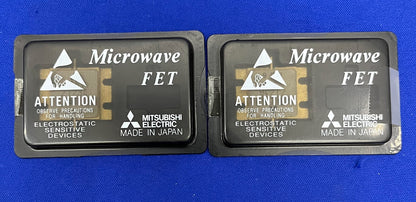 Microwave
FET
ATTENTION
OBSERVE PRECAUTIONS
FOR HANDLING
ELECTROSTATIC
SENSITIVE
DEVICES
MITSUBISHI
ELECTRIC
MADE IN JAPAN
Microwave
FET
ATTENTION
OBSERVE PRECAUTIONS
FOR HANDLING
ELECTROSTATIC
SENSITIVE
DEVICES
MITSUBISHI
ELECTRIC
MADE IN JAPAN